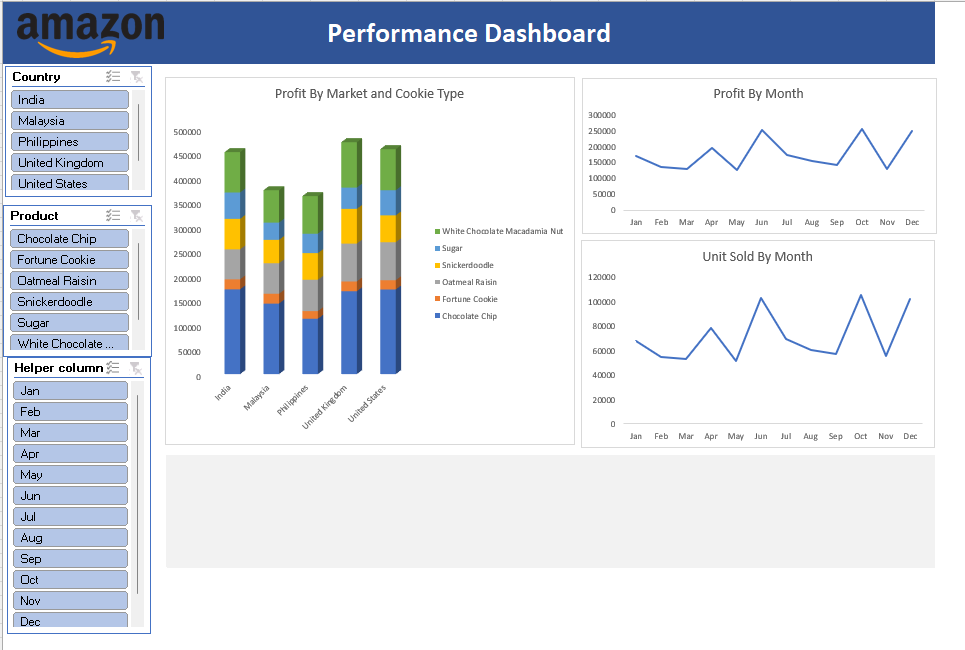 amazon
Performance Dashboard
Country
India
Malaysia
Philippines
United Kingdom
United States
Product
Chocolate Chip
Fortune Cookie
Oatmeal Raisin
Snickerdoodle
Sugar
White Chocolate ...
Helper column
Jan
Feb
Mar
Apr
May
Jun
Jul
Aug
Sep
Oct
Nov
Dec
Profit By Market and Cookie Type
500000
450000
400000
350000
300000
250000
200000
150000
100000
50000
0
India
Malaysia
Philippines
United Kingdom
United States
White Chocolate Macadamia Nut
Sugar
Snickerdoodle
Oatmeal Raisin
Fortune Cookie
Chocolate Chip
Profit By Month
300000
250000
200000
150000
100000
50000
0
Jan Feb Mar Apr May Jun Jul Aug Sep Oct Nov Dec
Unit Sold By Month
120000
100000
80000
60000
40000
20000
0
Jan Feb Mar Apr May Jun Jul Aug Sep Oct Nov Dec